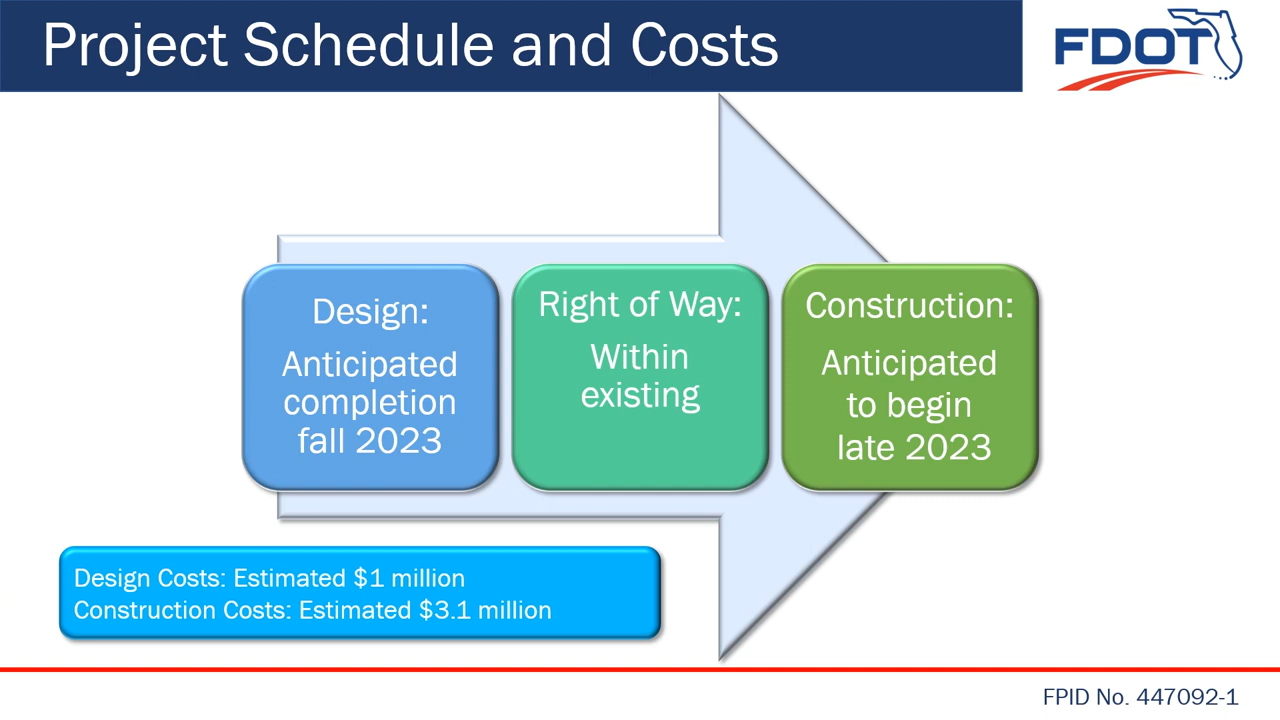 Project Schedule and Costs
FDOT
Design:
Anticipated
completion
fall 2023
Right of Way:
Within
existing
Construction:
Anticipated
to begin
late 2023
Design Costs: Estimated $1 million
Construction Costs: Estimated $3.1 million
FPID No. 447092-1